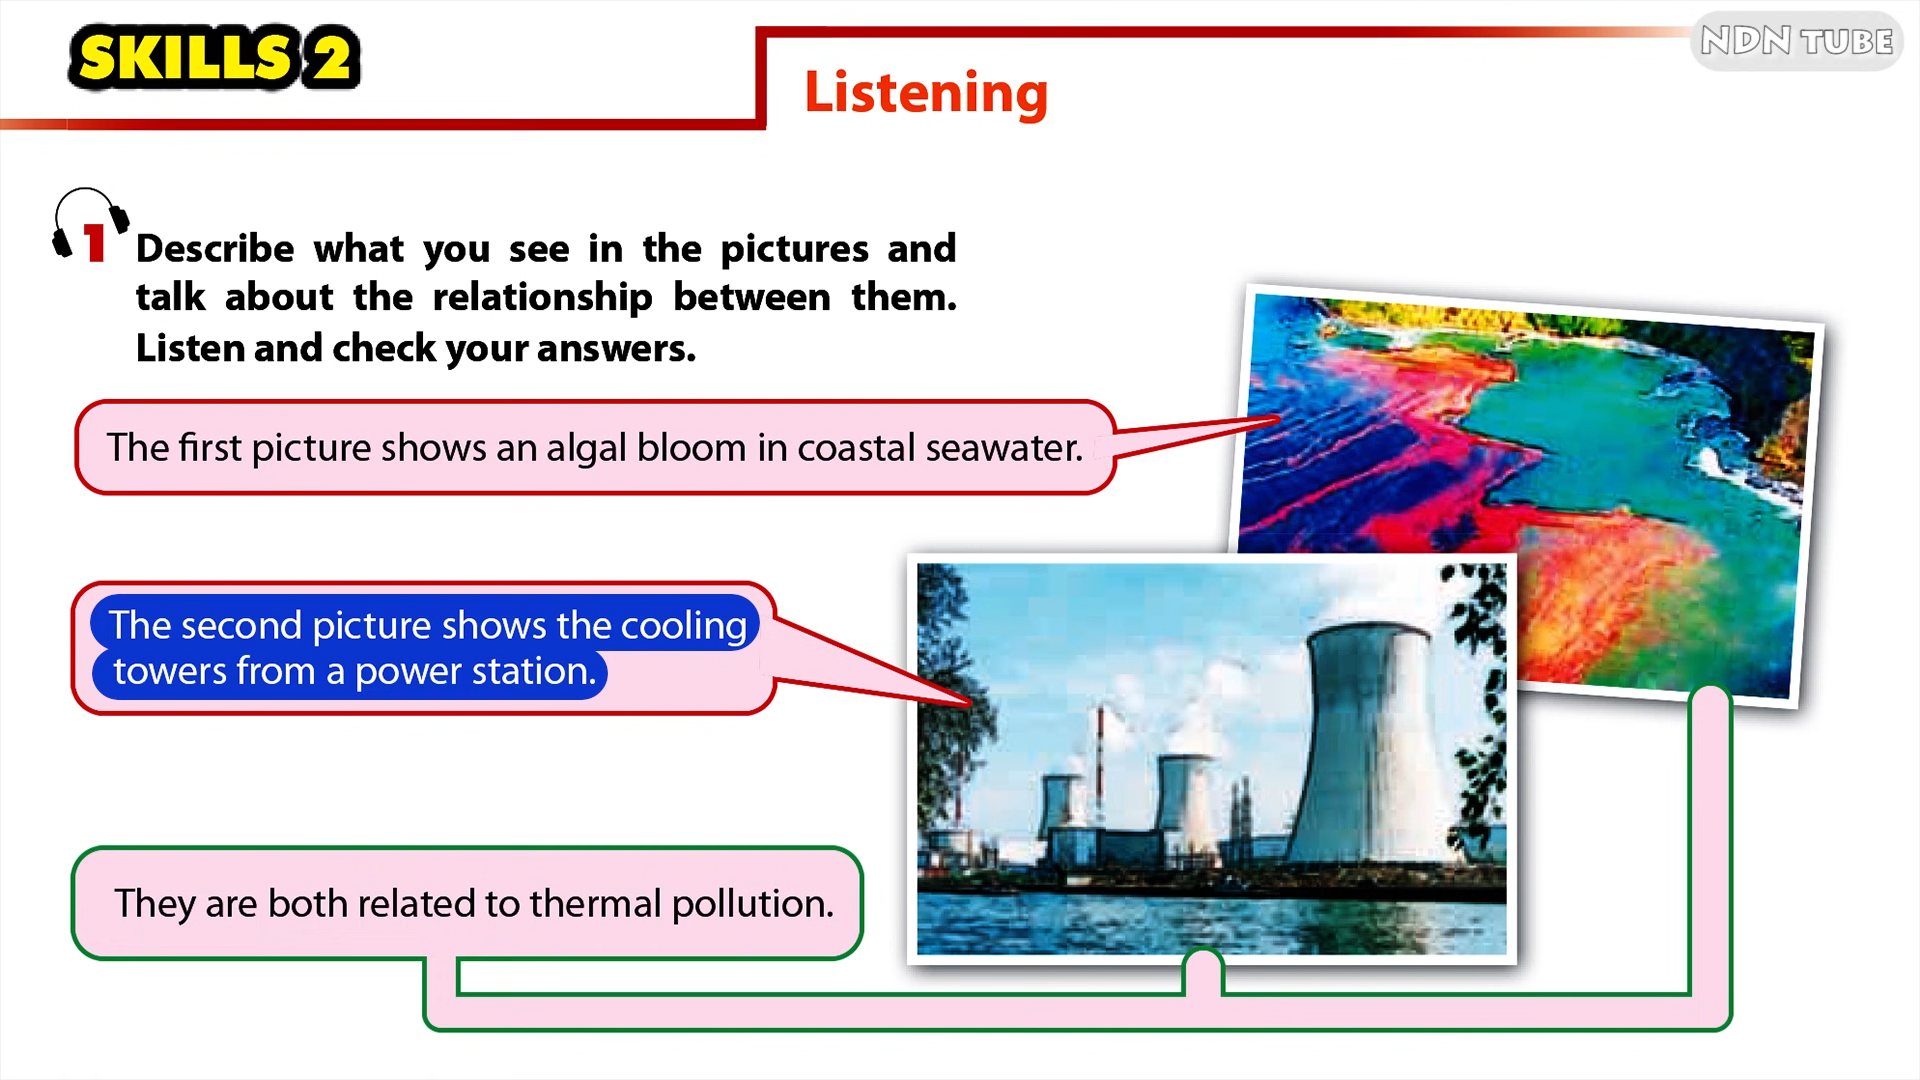 SKILLS 2
NDN TUBE
Listening
1 Describe what you see in the pictures and
talk about the relationship between them.
Listen and check your answers.
The first picture shows an algal bloom in coastal seawater.
The second picture shows the cooling
towers from a power station.
They are both related to thermal pollution.